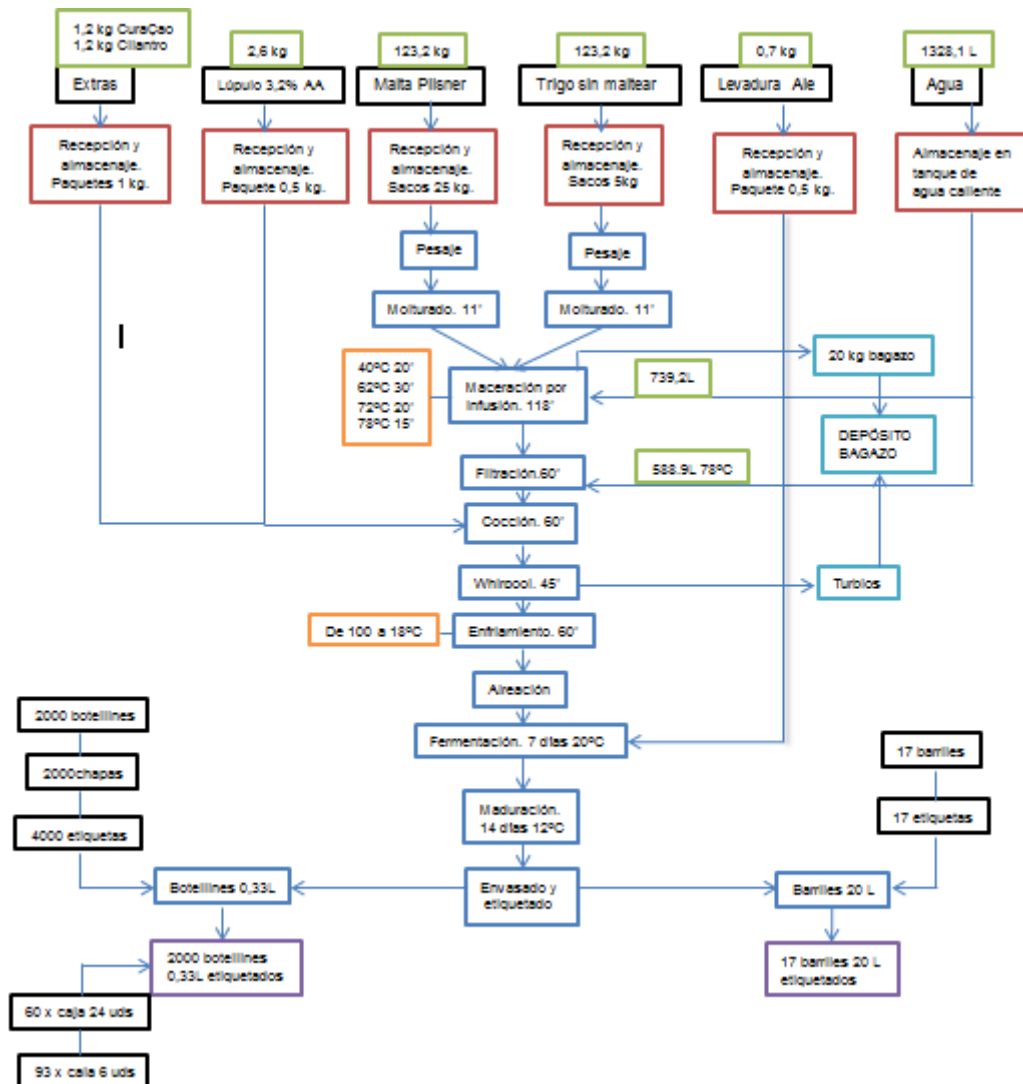 1,2 kg CuraÇao
1,2 kg Cilantro
2,6 kg
123,2 kg
123,2 kg
0,7 kg
1328,1 L
Extras
Lúpulo 3,2% AA
Malta Pilsner
Trigo sin maltear
Levadura Ale
Agua
Recepción y
almacenaje.
Paquetes 1 kg.
Recepción y
almacenaje.
Paquete 0,5 kg.
Recepción y
almacenaje.
Sacos 25 kg.
Recepción y
almacenaje.
Sacos 5kg
Recepción y
almacenaje.
Paquete 0,5 kg.
Almacenaje en
tanque de
agua caliente
Pesaje
Pesaje
Molturado. 11'
Molturado. 11'
40ºC 20'
62ºC 30'
72ºC 20'
78ºC 15'
Maceración por
infusión. 118'
739,2L
20 kg bagazo
DEPÓSITO
BAGAZO
Filtración.60'
588.9L 78ºC
Cocción. 60'
Whirpool. 45'
Turbios
De 100 a 18ºC
Enfriamiento. 60'
Aireación
Fermentación. 7 días 20ºC
Maduración.
14 días 12ºC
2000 botellines
2000chapas
4000 etiquetas
17 barriles
17 etiquetas
Botellines 0,33L
Envasado y
etiquetado
Barriles 20 L
2000 botellines
0,33L etiquetados
17 barriles 20 L
etiquetados
60 x caja 24 uds
93 x caja 6 uds